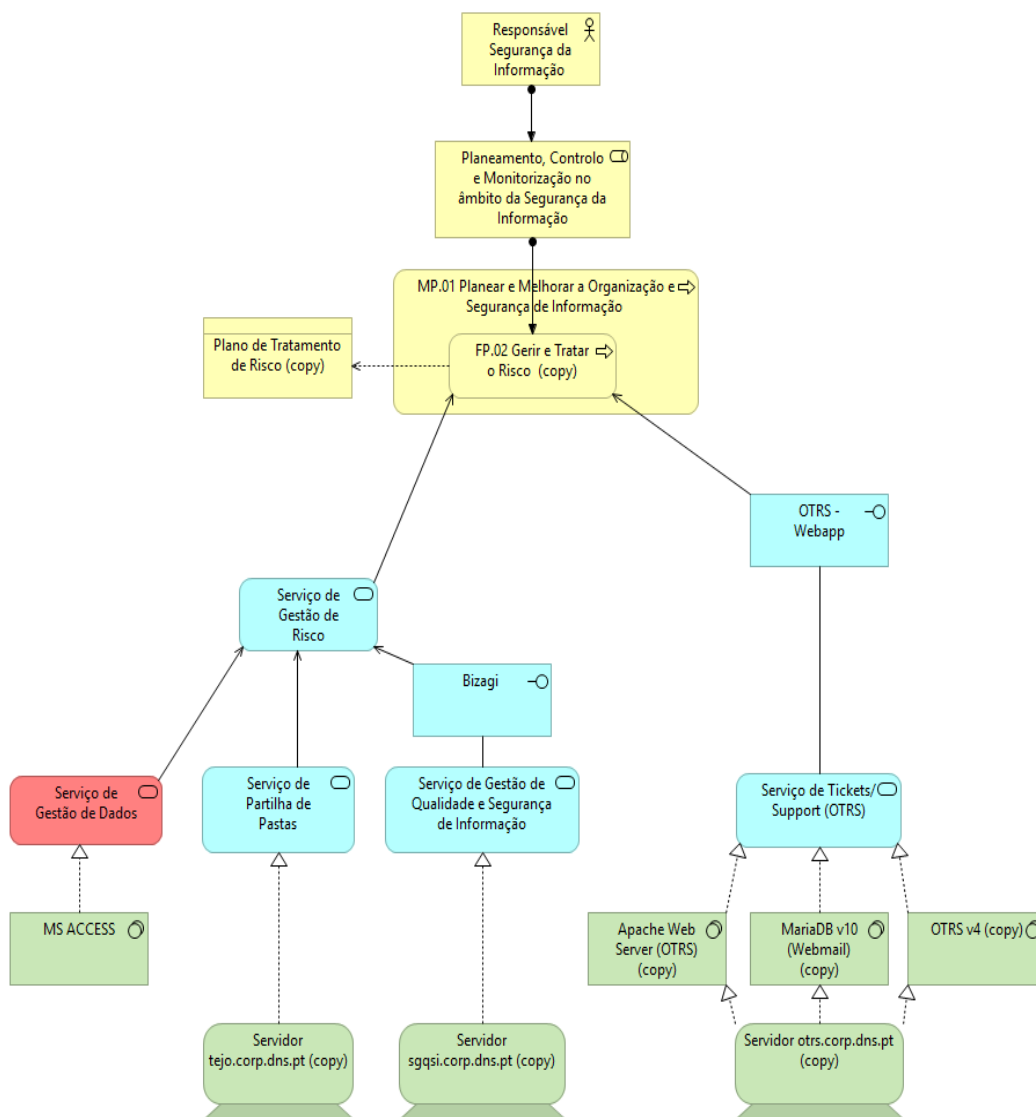 Responsável
Segurança da
Informação
Planeamento, Controlo
e Monitorização no
âmbito da Segurança da
Informação
MP.01 Planear e Melhorar a Organização e
Segurança de Informação
Plano de Tratamento
de Risco (copy)
FP.02 Gerir e Tratar
o Risco (copy)
OTRS -
Webapp
Serviço de
Gestão de
Risco
Bizagi
Serviço de
Gestão de Dados
Serviço de
Partilha de
Pastas
Serviço de Gestão de
Qualidade e Segurança
de Informação
Serviço de Tickets/
Support (OTRS)
MS ACCESS
Apache Web
Server (OTRS)
(copy)
MariaDB v10
(Webmail)
(copy)
OTRS v4 (copy)
Servidor
tejo.corp.dns.pt (copy)
Servidor
sgqsi.corp.dns.pt (copy)
Servidor otrs.corp.dns.pt
(copy)